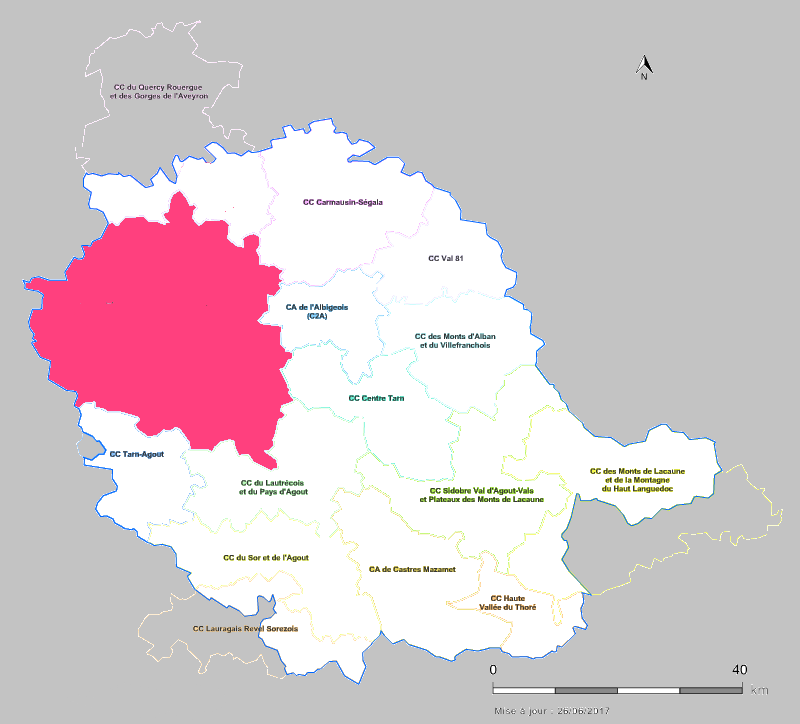 CC du Quercy Rouergue
et des Gorges de l'Aveyron
N
CC Carmausin-Ségala
CC Val 81
CA de l'Albigeois
(C2A)
CC des Monts d'Alban
et du Villefranchois
CC Centre Tarn
CC Tarn-Agout
CC du Lautrécois
et du Pays d'Agout
CC Sidobre Val d'Agout-Vals
et Plateaux des Monts de Lacaune
CC des Monts de Lacaune
et de la Montagne
du Haut Languedoc
CC du Sor et de l'Agout
CA de Castres Mazamet
CC Haute
Vallée du Thoré
CC Lauragais Revel Sorezois
0 40
km
Mise à jour : 26/06/2017